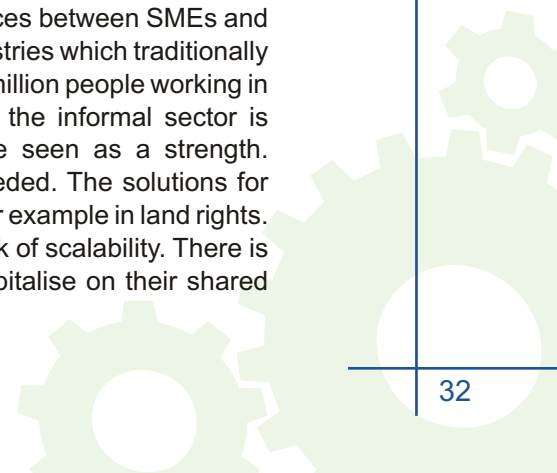 ces between SMEs and
stries which traditionally
million people working in
the informal sector is
seen as a strength.
eded. The solutions for
r example in land rights.
k of scalability. There is
pitalise on their shared
32